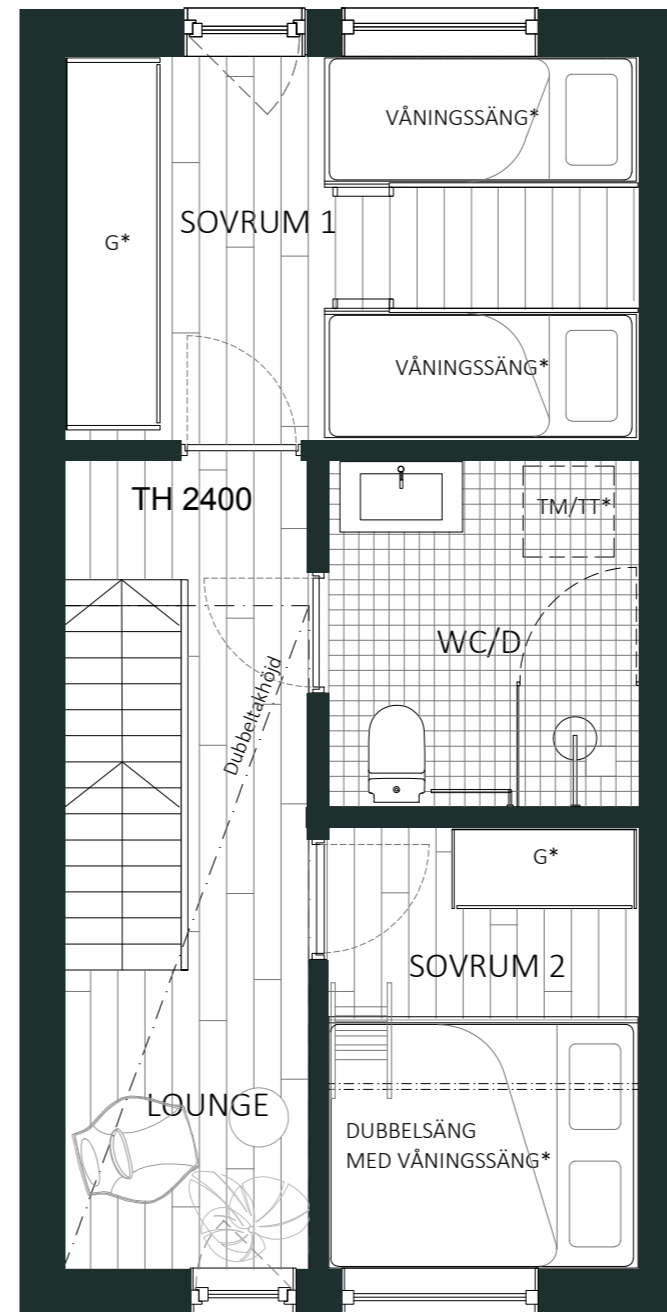 VÅNINGSSÄNG*
SOVRUM 1
G*
VÅNINGSSÄNG*
TH 2400
TM/TT*
WC/D
Dubbeltakhöjd
G*
SOVRUM 2
LOUNGE
DUBBELSÄNG
MED VÅNINGSSÄNG*